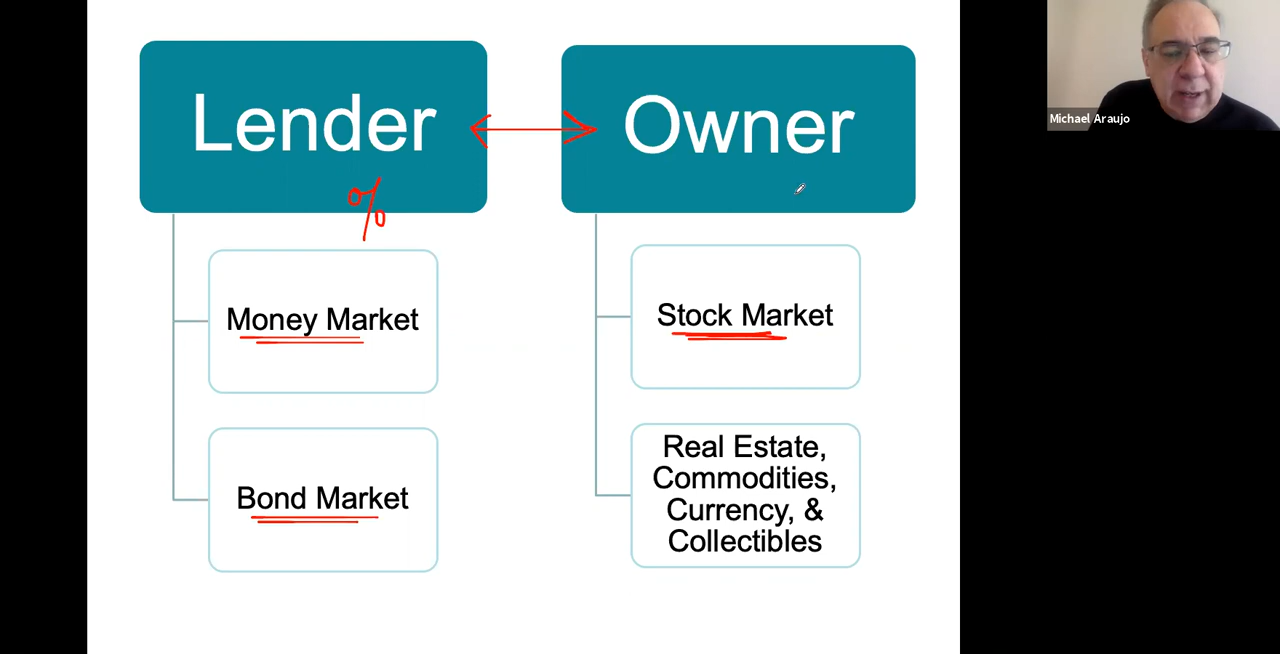 Lender
%
Money Market
Bond Market
Owner
Stock Market
Real Estate,
Commodities,
Currency, &
Collectibles
Michael Araujo